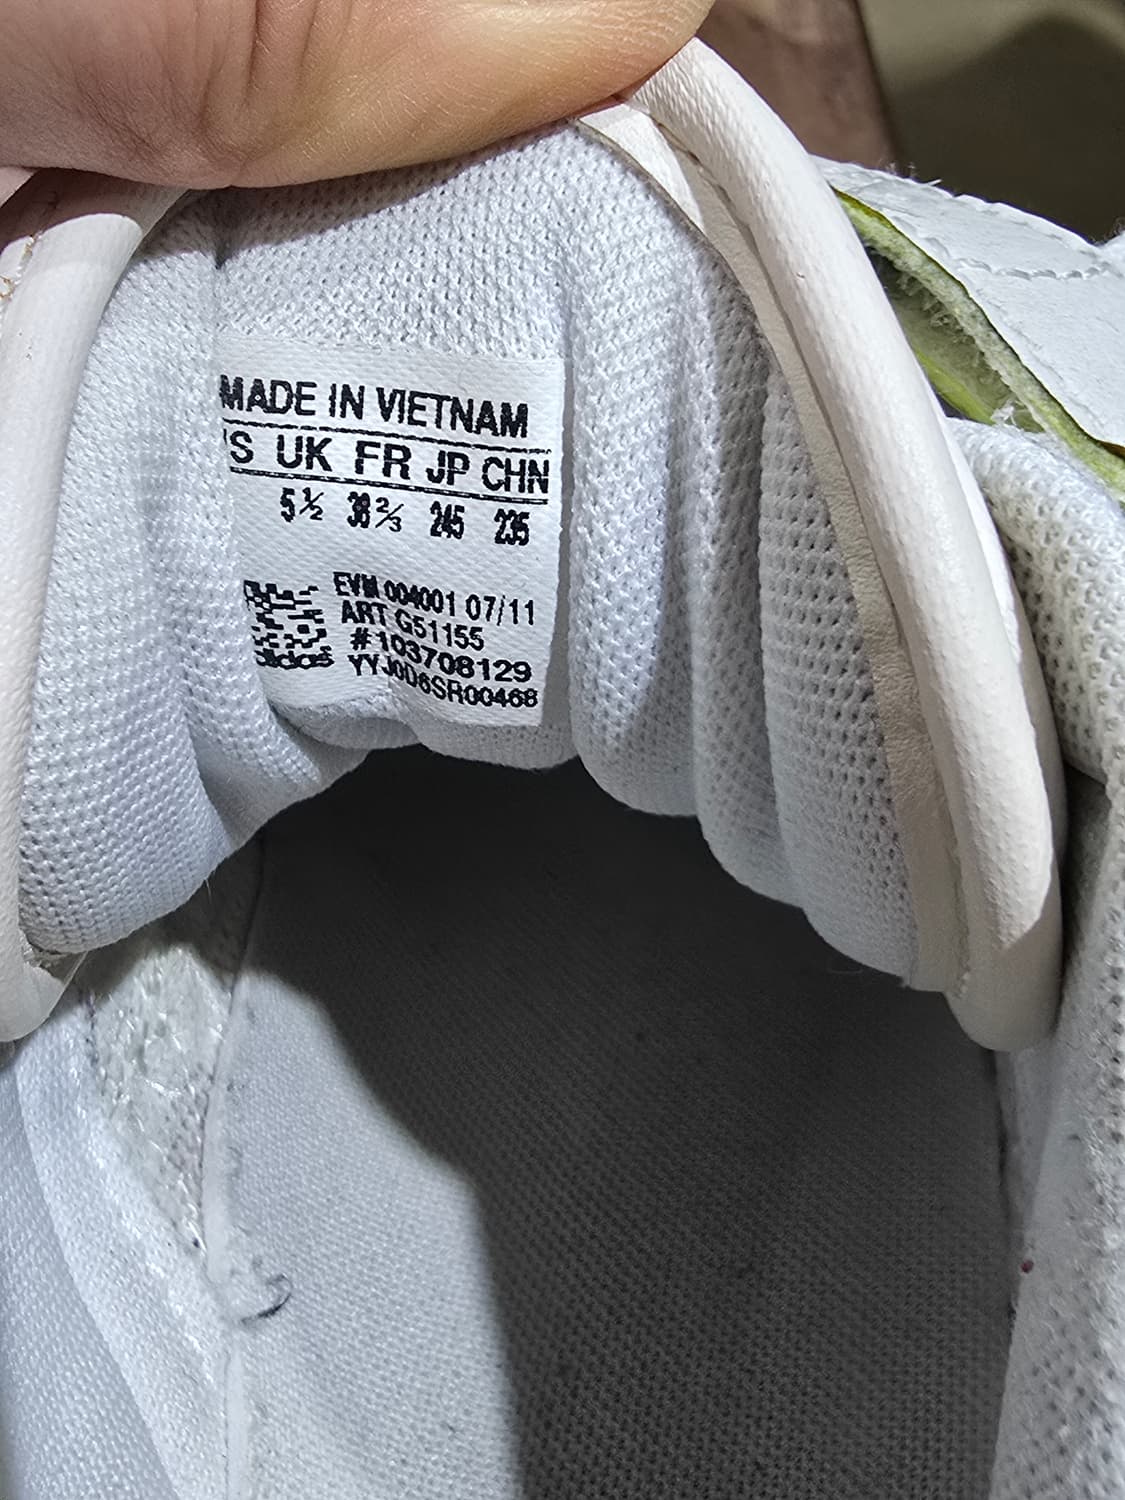 MADE IN VIETNAM
'S UK FR JP CHN
5½ 38⅔ 245 235
EVM 004001 07/11
ART G51155
#103708129
YYJ0D6SR00468
adidas